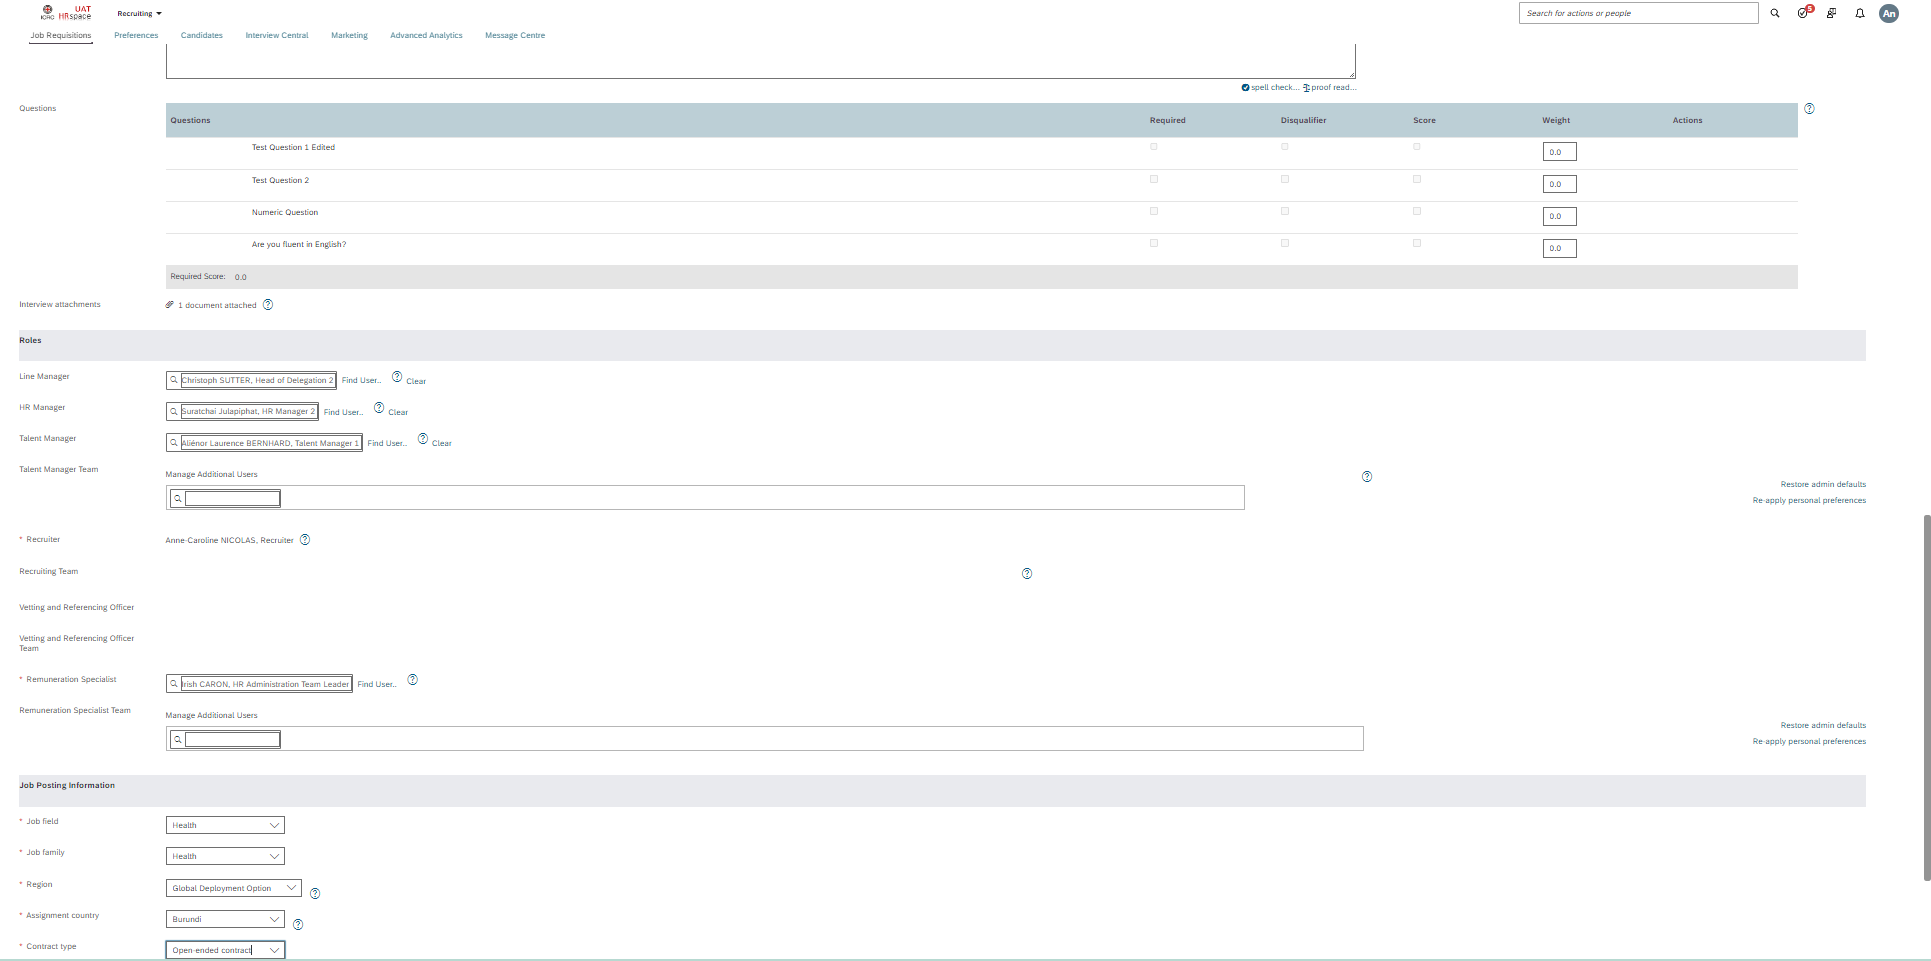 ICRC UAT HRspace Recruiting
Search for actions or people
5
An
Job Requisitions Preferences Candidates Interview Central Marketing Advanced Analytics Message Centre
spell check... proof read...
Questions
Questions Required Disqualifier Score Weight Actions
Test Question 1 Edited 0.0
Test Question 2 0.0
Numeric Question 0.0
Are you fluent in English? 0.0
Required Score: 0.0
Interview attachments 1 document attached
Roles
Line Manager Christoph SUTTER, Head of Delegation 2 Find User.. Clear
HR Manager Suratchai Julapiphat, HR Manager 2 Find User.. Clear
Talent Manager Aliénor Laurence BERNHARD, Talent Manager 1 Find User.. Clear
Talent Manager Team Manage Additional Users
Restore admin defaults
Re-apply personal preferences
* Recruiter Anne-Caroline NICOLAS, Recruiter
Recruiting Team
Vetting and Referencing Officer
Vetting and Referencing Officer
Team
* Remuneration Specialist Irish CARON, HR Administration Team Leader Find User..
Remuneration Specialist Team Manage Additional Users
Restore admin defaults
Re-apply personal preferences
Job Posting Information
* Job field Health
* Job family Health
* Region Global Deployment Option
* Assignment country Burundi
* Contract type Open-ended contract